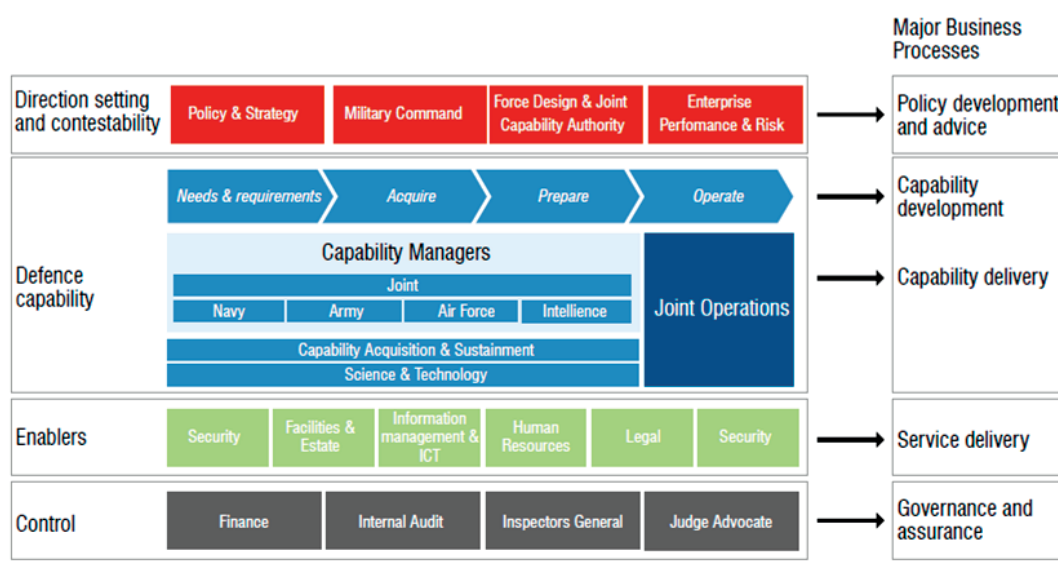 Major Business
Processes
Direction setting
and contestability
Policy & Strategy
Military Command
Force Design & Joint
Capability Authority
Enterprise
Perfomance & Risk
Policy development
and advice
Needs & requirements
Acquire
Prepare
Operate
Capability
development
Defence
capability
Capability Managers
Joint
Navy
Army
Air Force
Intellience
Joint Operations
Capability delivery
Capability Acquisition & Sustainment
Science & Technology
Enablers
Security
Facilities &
Estate
Information
management &
ICT
Human
Resources
Legal
Security
Service delivery
Control
Finance
Internal Audit
Inspectors General
Judge Advocate
Governance and
assurance